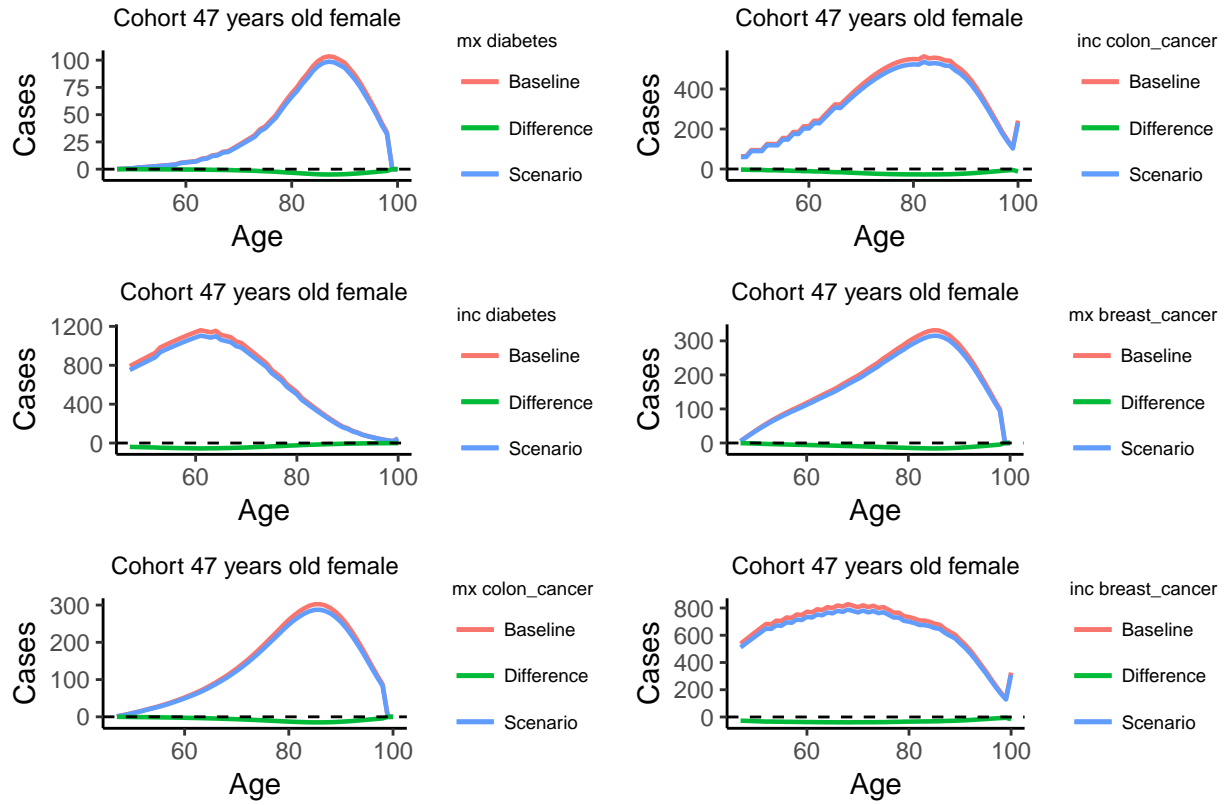 Cohort 47 years old female
mx diabetes
100
75
50
25
0
Cases
60 80 100
Age
Baseline
Difference
Scenario
Cohort 47 years old female
inc colon_cancer
400
200
0
Cases
60 80 100
Age
Baseline
Difference
Scenario
Cohort 47 years old female
inc diabetes
1200
800
400
0
Cases
60 80 100
Age
Baseline
Difference
Scenario
Cohort 47 years old female
mx breast_cancer
300
200
100
0
Cases
60 80 100
Age
Baseline
Difference
Scenario
Cohort 47 years old female
mx colon_cancer
300
200
100
0
Cases
60 80 100
Age
Baseline
Difference
Scenario
Cohort 47 years old female
inc breast_cancer
800
600
400
200
0
Cases
60 80 100
Age
Baseline
Difference
Scenario